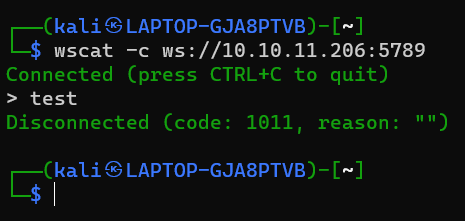 ┌──(kali㉿LAPTOP-GJA8PTVB)-[~]
└─$ wscat -c ws://10.10.11.206:5789
Connected (press CTRL+C to quit)
> test
Disconnected (code: 1011, reason: "")
┌──(kali㉿LAPTOP-GJA8PTVB)-[~]
└─$